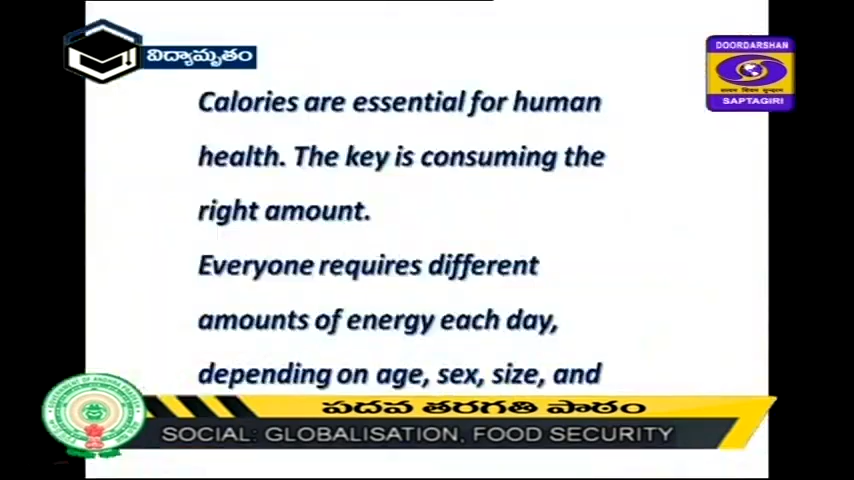 విద్యామృతం
DOORDARSHAN
SAPTAGIRI
Calories are essential for human
health. The key is consuming the
right amount.
Everyone requires different
amounts of energy each day,
depending on age, sex, size, and
పదవ తరగతి పాఠం
SOCIAL: GLOBALISATION, FOOD SECURITY